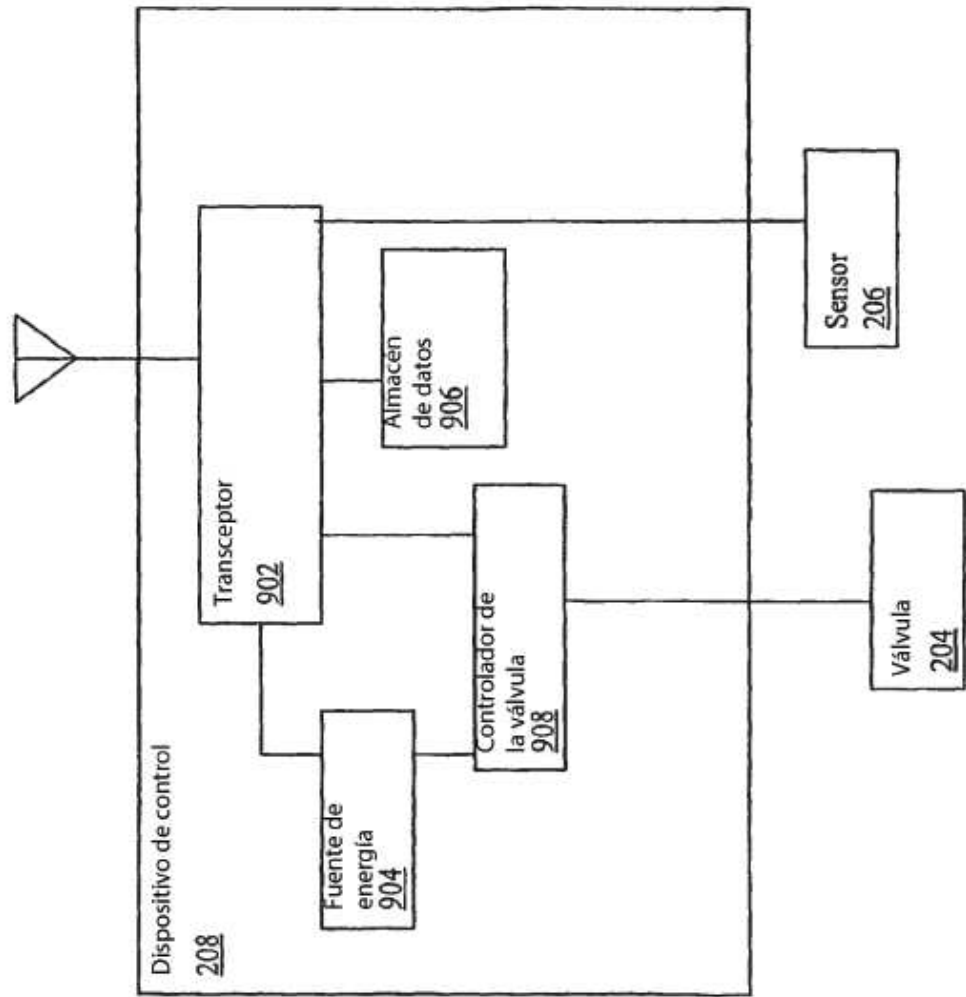 Dispositivo de control
208
Transceptor
902
Fuente de
energía
904
Almacen
de datos
906
Controlador de
la válvula
908
Válvula
204
Sensor
206